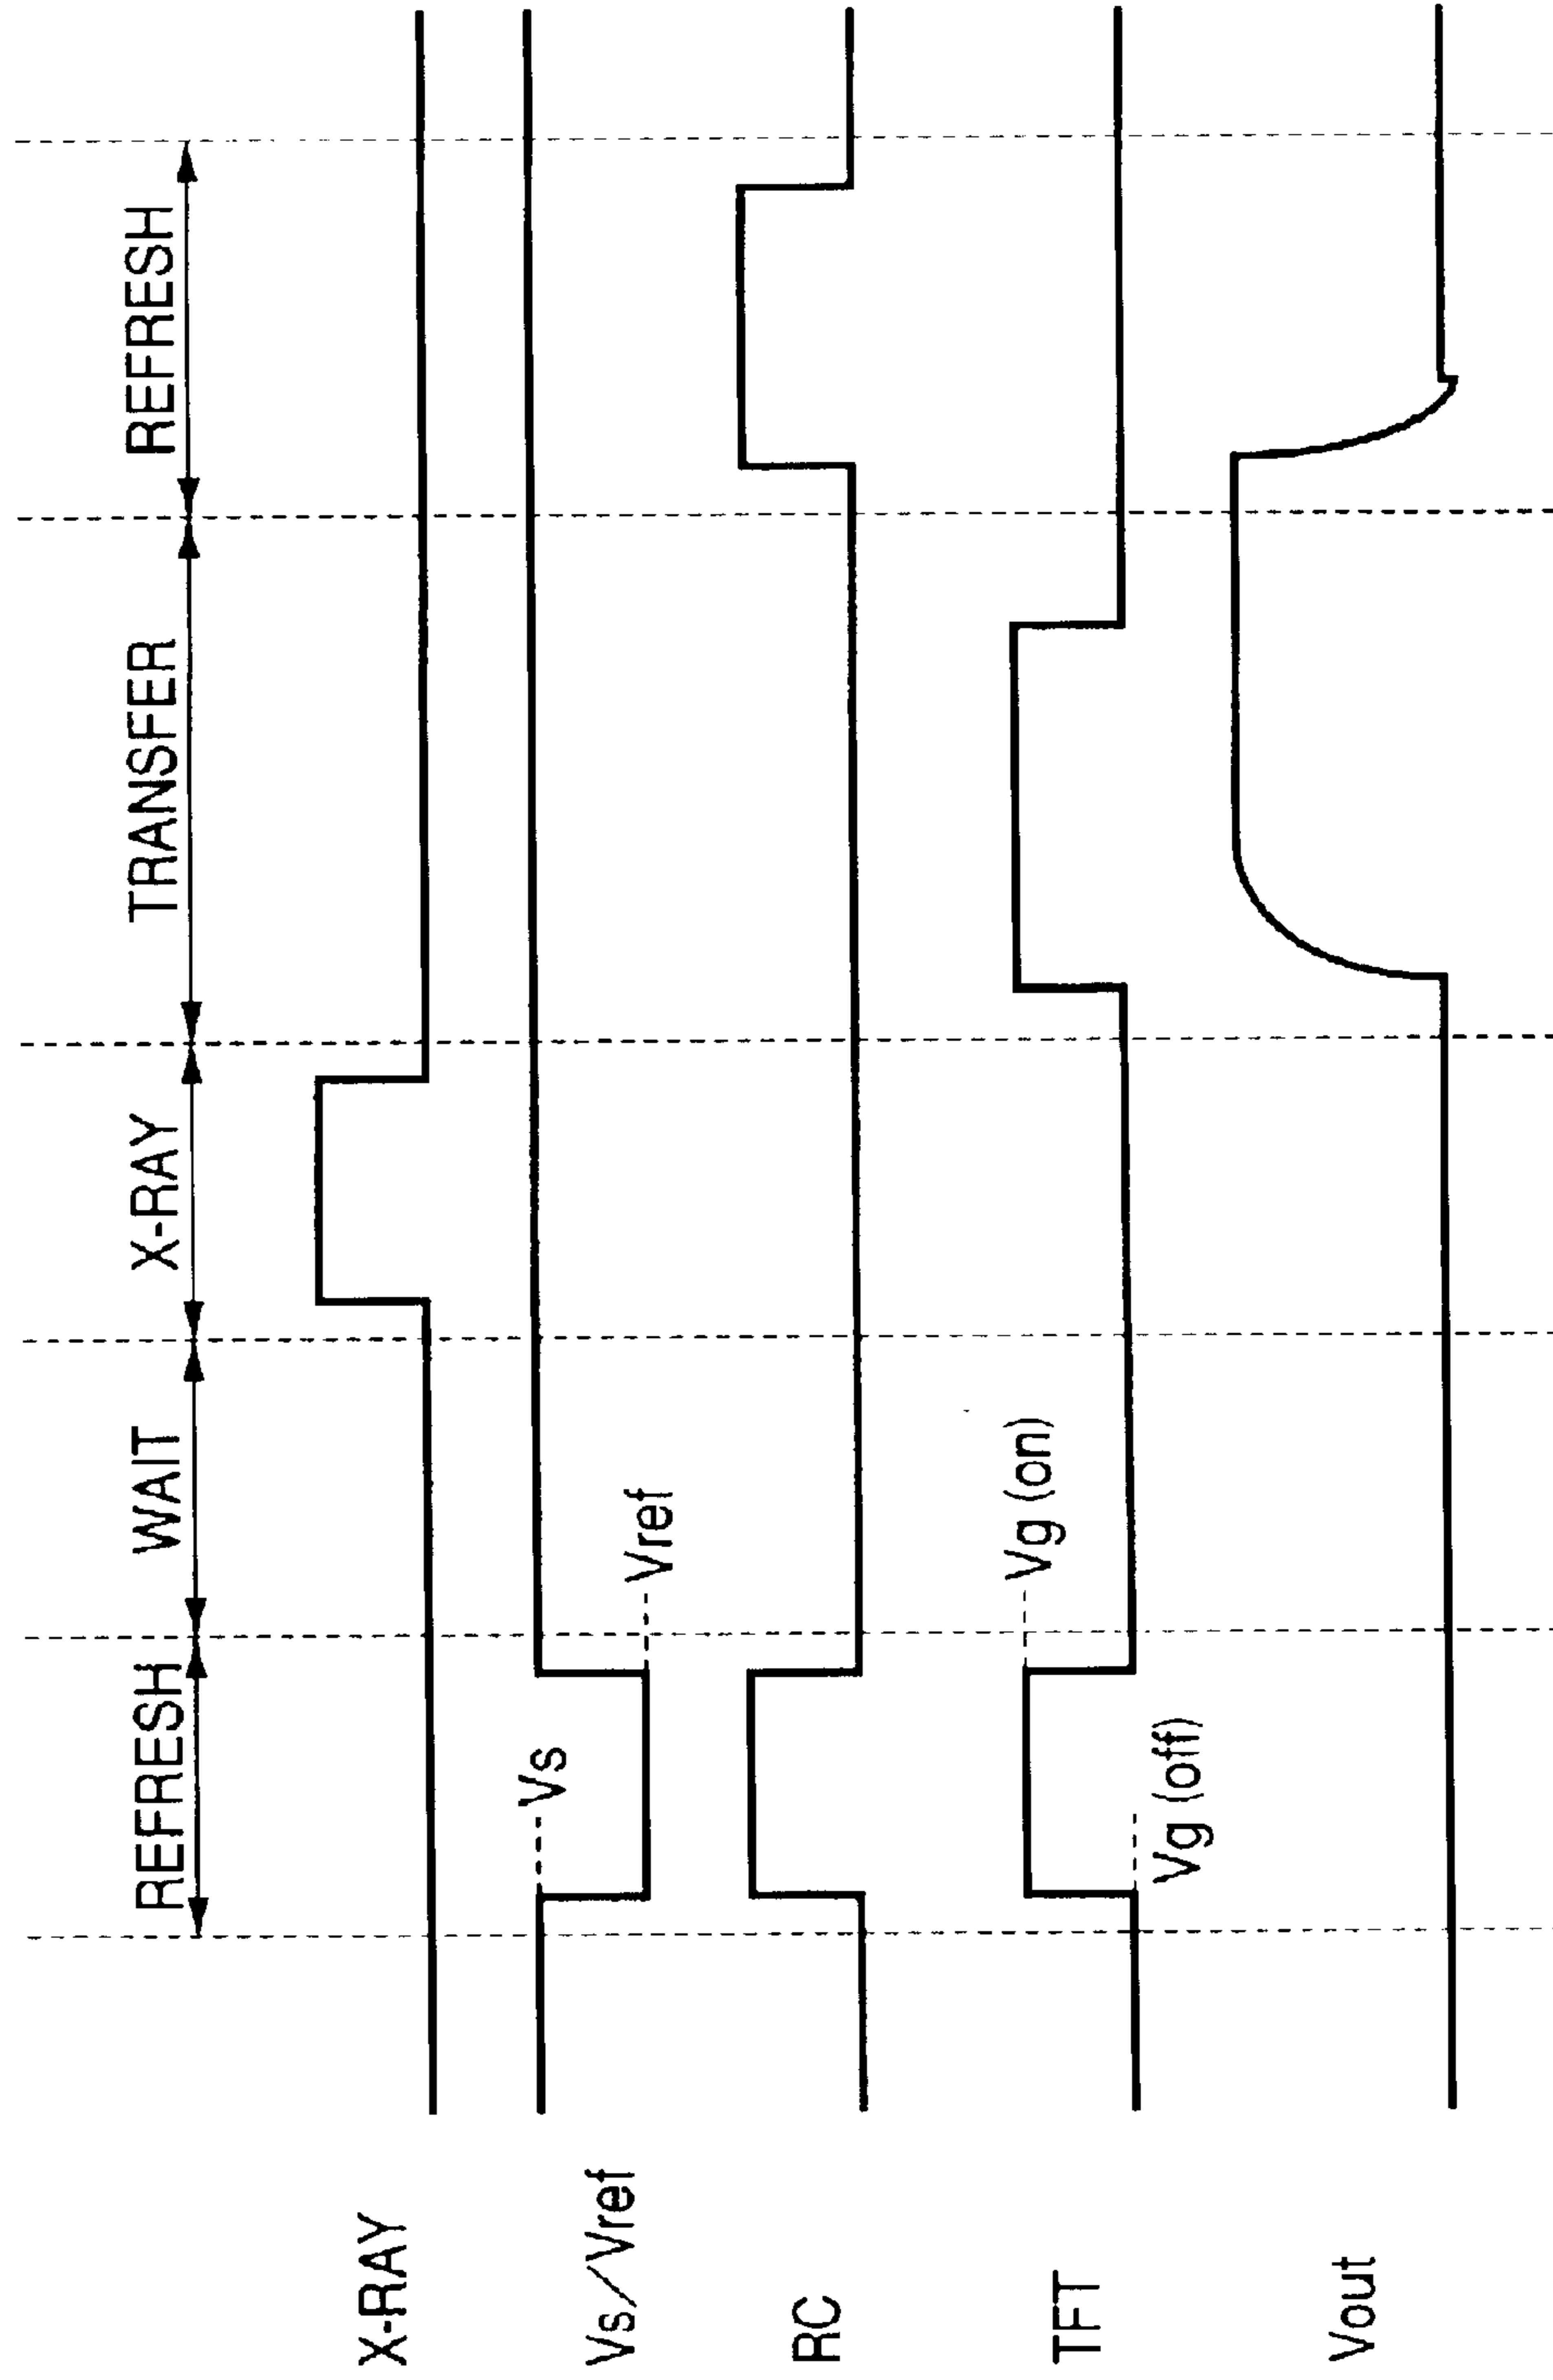 REFRESH
WAIT
X-RAY
TRANSFER
REFRESH
X-RAY
Vs/Vref
Vs
Vref
RC
TFT
Vg (on)
Vg (off)
Vout